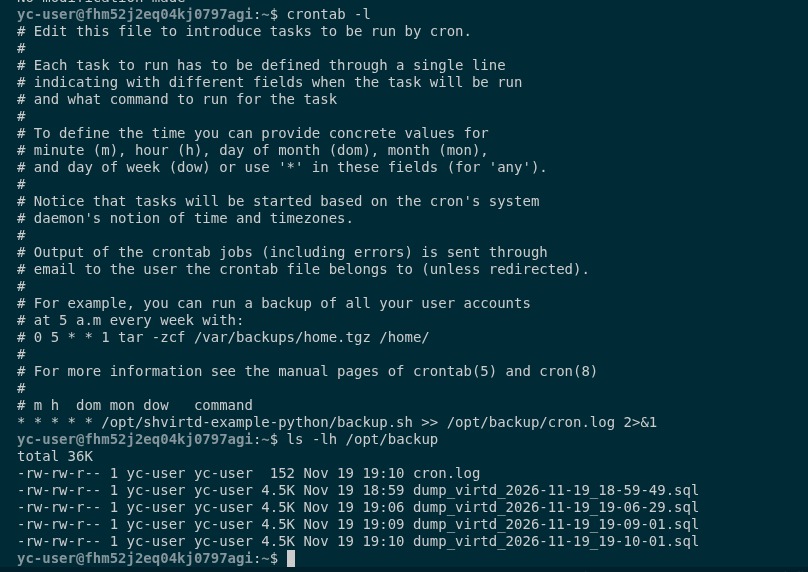 yc-user@fhm52j2eq04kj0797agi:~$ crontab -l
# Edit this file to introduce tasks to be run by cron.
#
# Each task to run has to be defined through a single line
# indicating with different fields when the task will be run
# and what command to run for the task
#
# To define the time you can provide concrete values for
# minute (m), hour (h), day of month (dom), month (mon),
# and day of week (dow) or use '*' in these fields (for 'any').
#
# Notice that tasks will be started based on the cron's system
# daemon's notion of time and timezones.
#
# Output of the crontab jobs (including errors) is sent through
# email to the user the crontab file belongs to (unless redirected).
#
# For example, you can run a backup of all your user accounts
# at 5 a.m every week with:
# 0 5 * * 1 tar -zcf /var/backups/home.tgz /home/
#
# For more information see the manual pages of crontab(5) and cron(8)
#
# m h  dom mon dow   command
* * * * * /opt/shvirtd-example-python/backup.sh >> /opt/backup/cron.log 2>&1
yc-user@fhm52j2eq04kj0797agi:~$ ls -lh /opt/backup
total 36K
-rw-rw-r-- 1 yc-user yc-user  152 Nov 19 19:10 cron.log
-rw-rw-r-- 1 yc-user yc-user 4.5K Nov 19 18:59 dump_virtd_2026-11-19_18-59-49.sql
-rw-rw-r-- 1 yc-user yc-user 4.5K Nov 19 19:06 dump_virtd_2026-11-19_19-06-29.sql
-rw-rw-r-- 1 yc-user yc-user 4.5K Nov 19 19:09 dump_virtd_2026-11-19_19-09-01.sql
-rw-rw-r-- 1 yc-user yc-user 4.5K Nov 19 19:10 dump_virtd_2026-11-19_19-10-01.sql
yc-user@fhm52j2eq04kj0797agi:~$